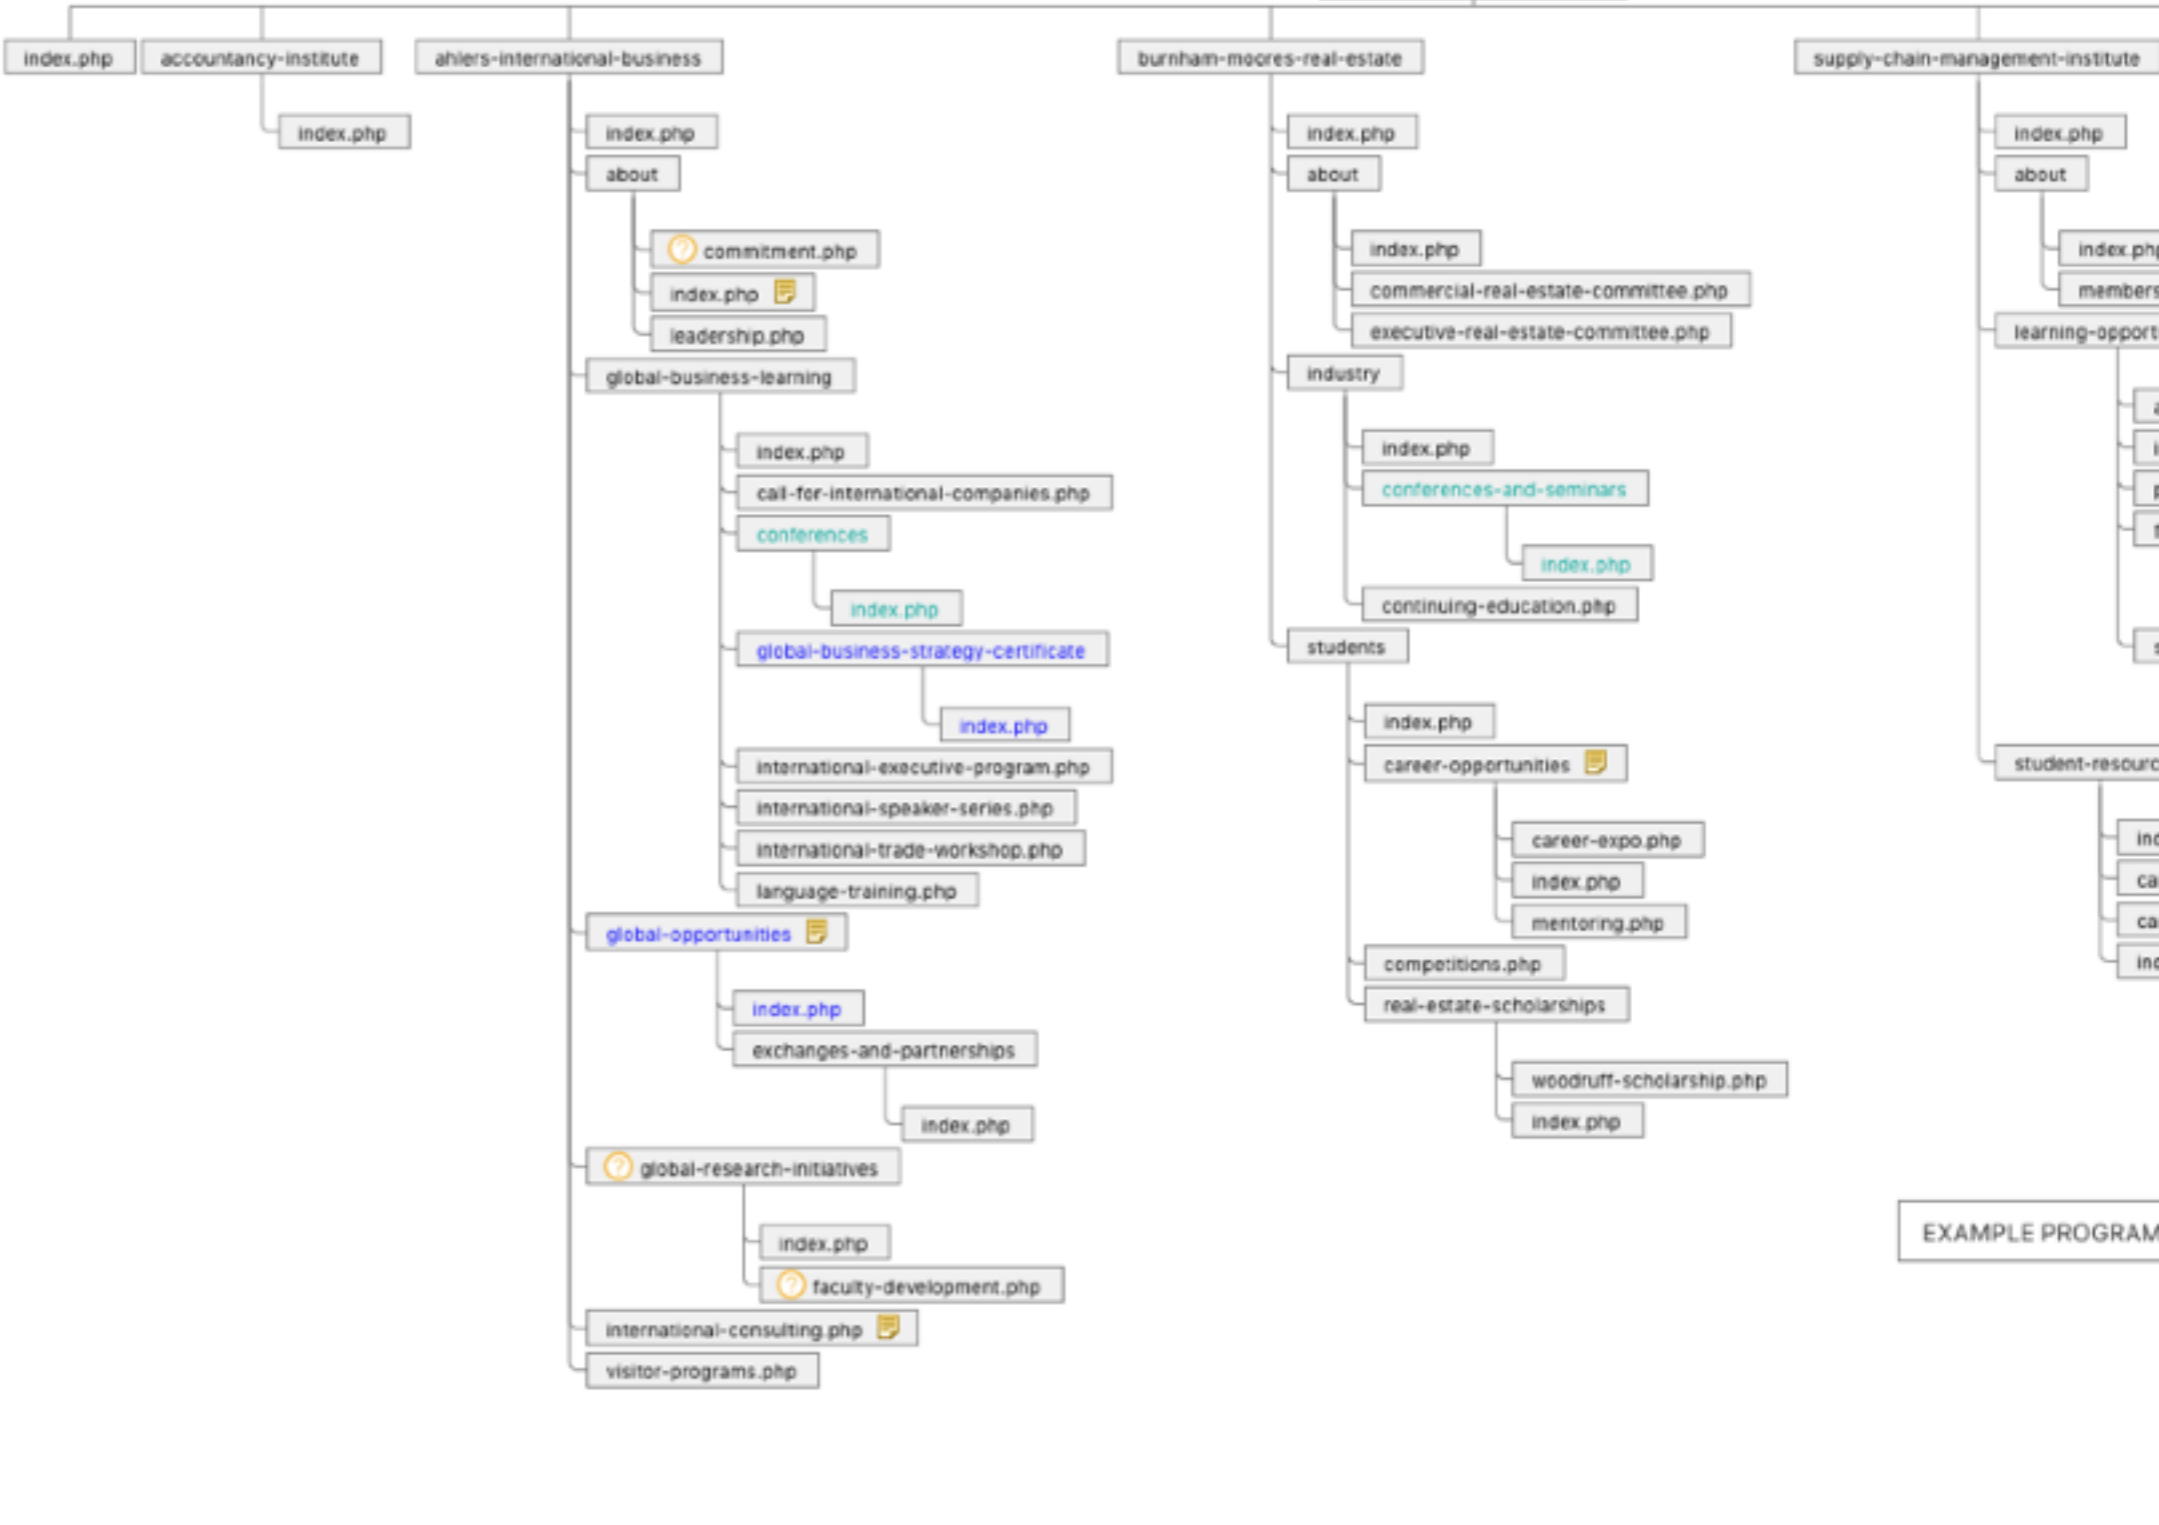 index.php
accountancy-institute
index.php
ahlers-international-business
index.php
about
commitment.php
index.php
leadership.php
global-business-learning
index.php
call-for-international-companies.php
conferences
index.php
global-business-strategy-certificate
index.php
international-executive-program.php
international-speaker-series.php
international-trade-workshop.php
language-training.php
global-opportunities
index.php
exchanges-and-partnerships
index.php
global-research-initiatives
index.php
faculty-development.php
international-consulting.php
visitor-programs.php
burnham-moores-real-estate
index.php
about
index.php
commercial-real-estate-committee.php
executive-real-estate-committee.php
industry
index.php
conferences-and-seminars
index.php
continuing-education.php
students
index.php
career-opportunities
career-expo.php
index.php
mentoring.php
competitions.php
real-estate-scholarships
woodruff-scholarship.php
index.php
supply-chain-management-institute
index.php
about
index.php
members
learning-opport
student-resourc
EXAMPLE PROGRAM